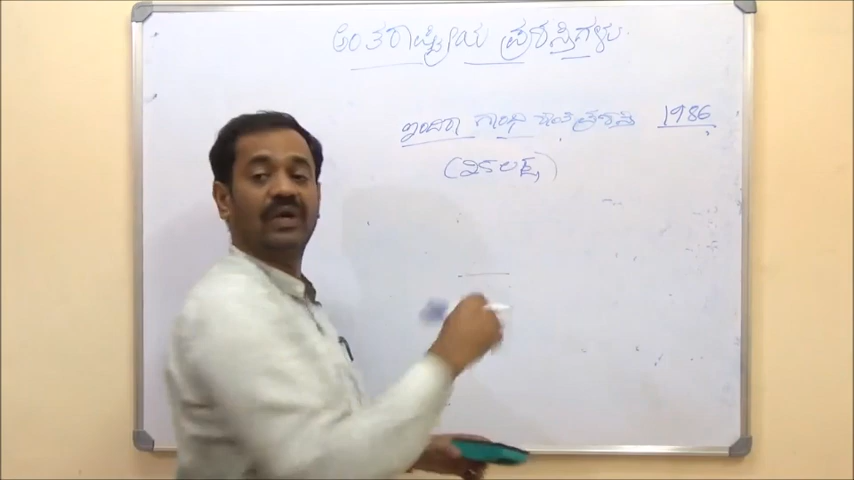 ಅಂತರಾಷ್ಟ್ರೀಯ ಪ್ರಶಸ್ತಿಗಳು
ಇಂದಿರಾ ಗಾಂಧಿ ಶಾಂತಿ ಪ್ರಶಸ್ತಿ 1986